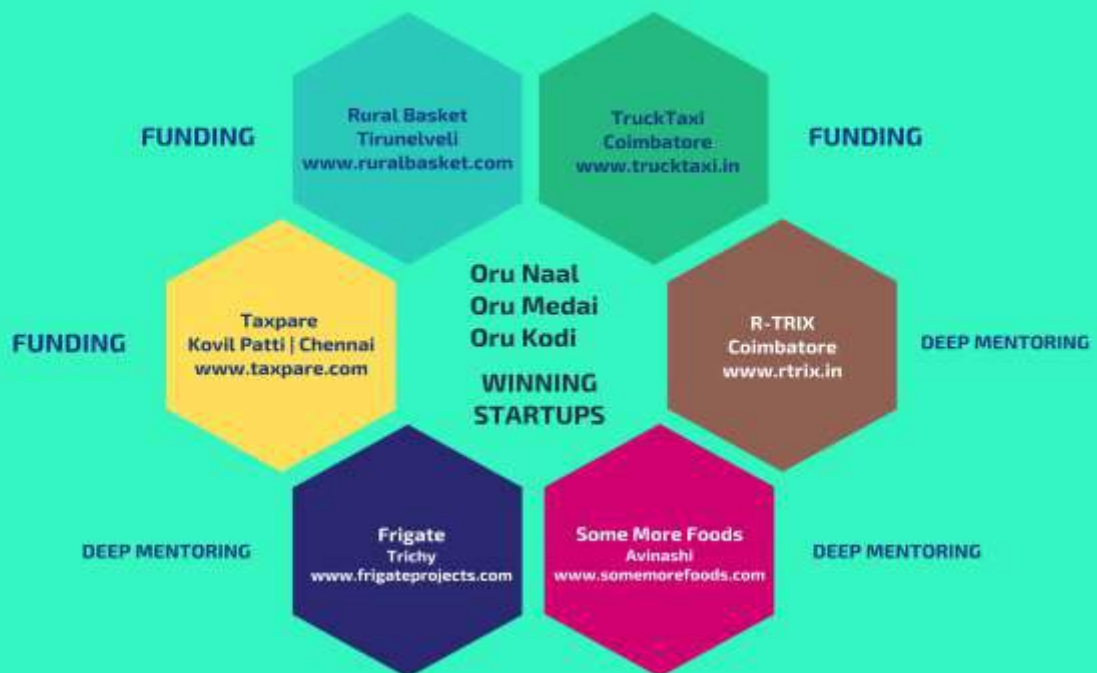 FUNDING
Rural Basket
Tirunelveli
www.ruralbasket.com
TruckTaxi
Coimbatore
www.trucktaxi.in
FUNDING
FUNDING
Taxpare
Kovil Patti | Chennai
www.taxpare.com
Oru Naal
Oru Medai
Oru Kodi
WINNING
STARTUPS
R-TRIX
Coimbatore
www.rtrix.in
DEEP MENTORING
DEEP MENTORING
Frigate
Trichy
www.frigateprojects.com
Some More Foods
Avinashi
www.somemorefoods.com
DEEP MENTORING